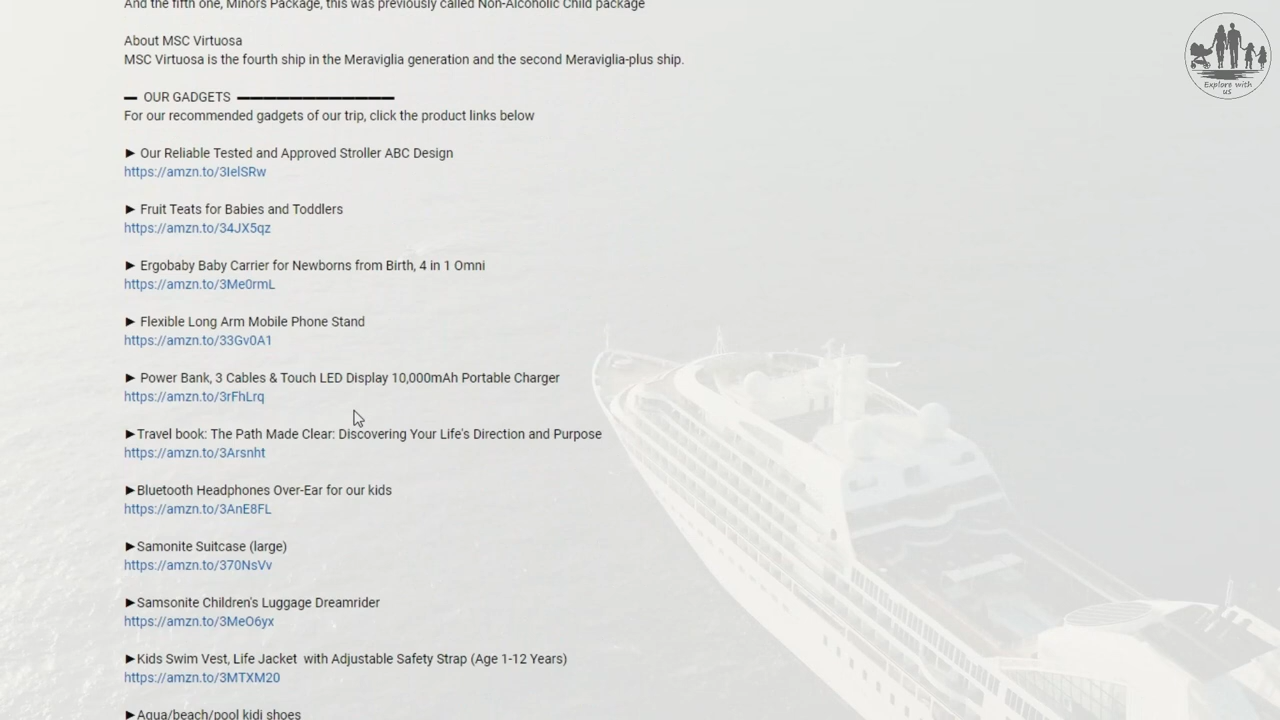 And the fifth one, Minors Package, this was previously called Non-Alcoholic Child package
About MSC Virtuosa
MSC Virtuosa is the fourth ship in the Meraviglia generation and the second Meraviglia-plus ship.
▬ OUR GADGETS ▬▬▬▬▬▬▬▬▬▬▬▬
For our recommended gadgets of our trip, click the product links below
► Our Reliable Tested and Approved Stroller ABC Design
https://amzn.to/3IelSRw
► Fruit Teats for Babies and Toddlers
https://amzn.to/34JX5qz
► Ergobaby Baby Carrier for Newborns from Birth, 4 in 1 Omni
https://amzn.to/3Me0rmL
► Flexible Long Arm Mobile Phone Stand
https://amzn.to/33Gv0A1
► Power Bank, 3 Cables & Touch LED Display 10,000mAh Portable Charger
https://amzn.to/3rFhLrq
►Travel book: The Path Made Clear: Discovering Your Life's Direction and Purpose
https://amzn.to/3Arsnht
►Bluetooth Headphones Over-Ear for our kids
https://amzn.to/3AnE8FL
►Samonite Suitcase (large)
https://amzn.to/370NsVv
►Samsonite Children's Luggage Dreamrider
https://amzn.to/3MeO6yx
►Kids Swim Vest, Life Jacket  with Adjustable Safety Strap (Age 1-12 Years)
https://amzn.to/3MTXM20
►Aqua/beach/pool kidi shoes
Explore with
us